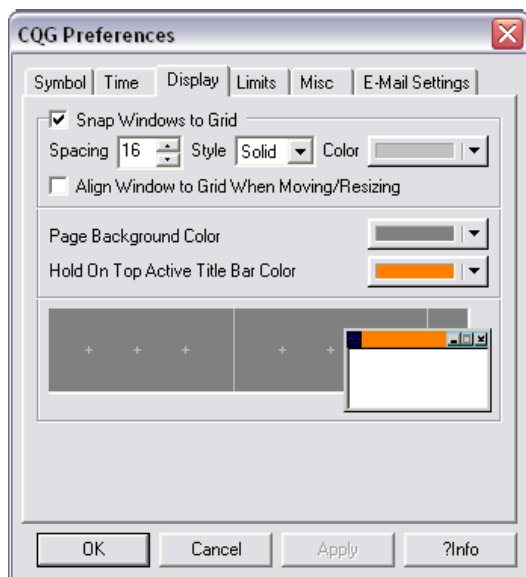 CQG Preferences
Symbol Time Display Limits Misc E-Mail Settings
Snap Windows to Grid
Spacing 16 Style Solid Color
Align Window to Grid When Moving/Resizing
Page Background Color
Hold On Top Active Title Bar Color
OK Cancel Apply ?Info